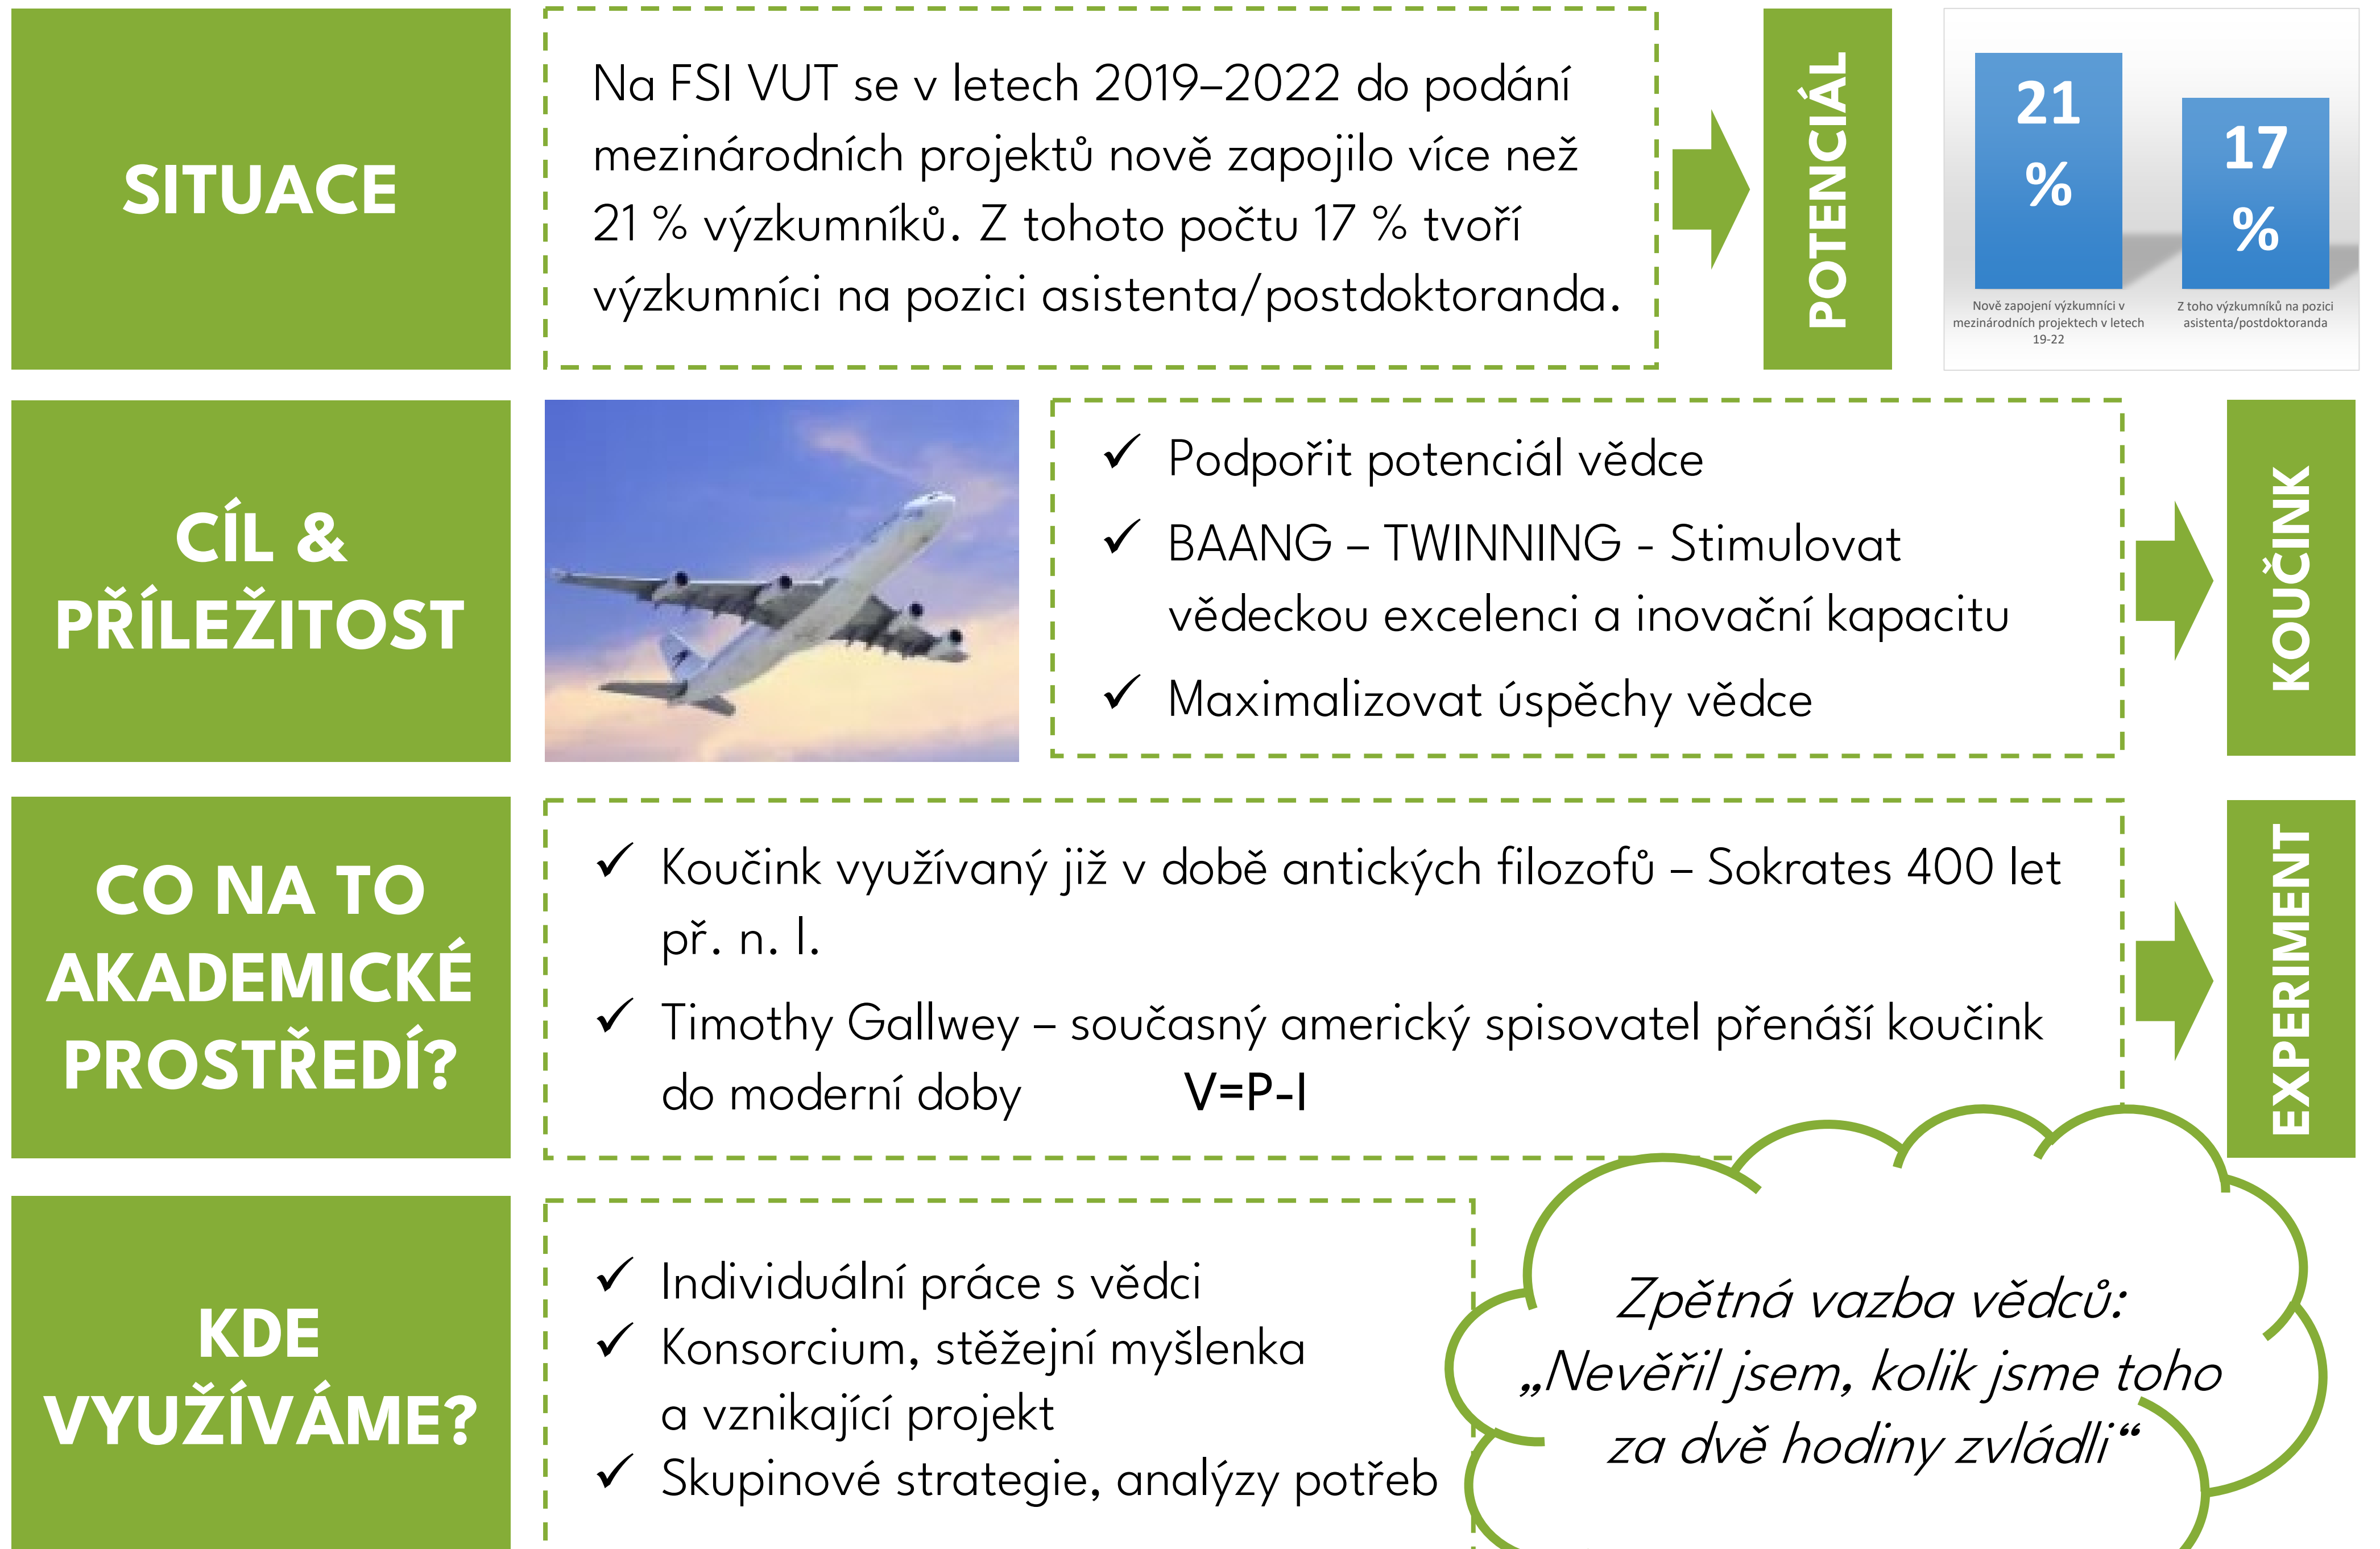 SITUACE
Na FSI VUT se v letech 2019–2022 do podání
mezinárodních projektů nově zapojilo více než
21 % výzkumníků. Z tohoto počtu 17 % tvoří
výzkumníci na pozici asistenta/postdoktoranda.
POTENCIÁL
21
%
17
%
Nově zapojení výzkumníci v
mezinárodních projektech v letech
19-22
Z toho výzkumníků na pozici
asistenta/postdoktoranda
CÍL &
PŘÍLEŽITOST
✓ Podpořit potenciál vědce
✓ BAANG – TWINNING - Stimulovat
vědeckou excelenci a inovační kapacitu
✓ Maximalizovat úspěchy vědce
KOUČINK
CO NA TO
AKADEMICKÉ
PROSTŘEDÍ?
✓ Koučink využívaný již v době antických filozofů – Sokrates 400 let
př. n. l.
✓ Timothy Gallwey – současný americký spisovatel přenáší koučink
do moderní doby V=P-I
EXPERIMENT
KDE
VYUŽÍVÁME?
✓ Individuální práce s vědci
✓ Konsorcium, stěžejní myšlenka
a vznikající projekt
✓ Skupinové strategie, analýzy potřeb
Zpětná vazba vědců:
„Nevěřil jsem, kolik jsme toho
za dvě hodiny zvládli“